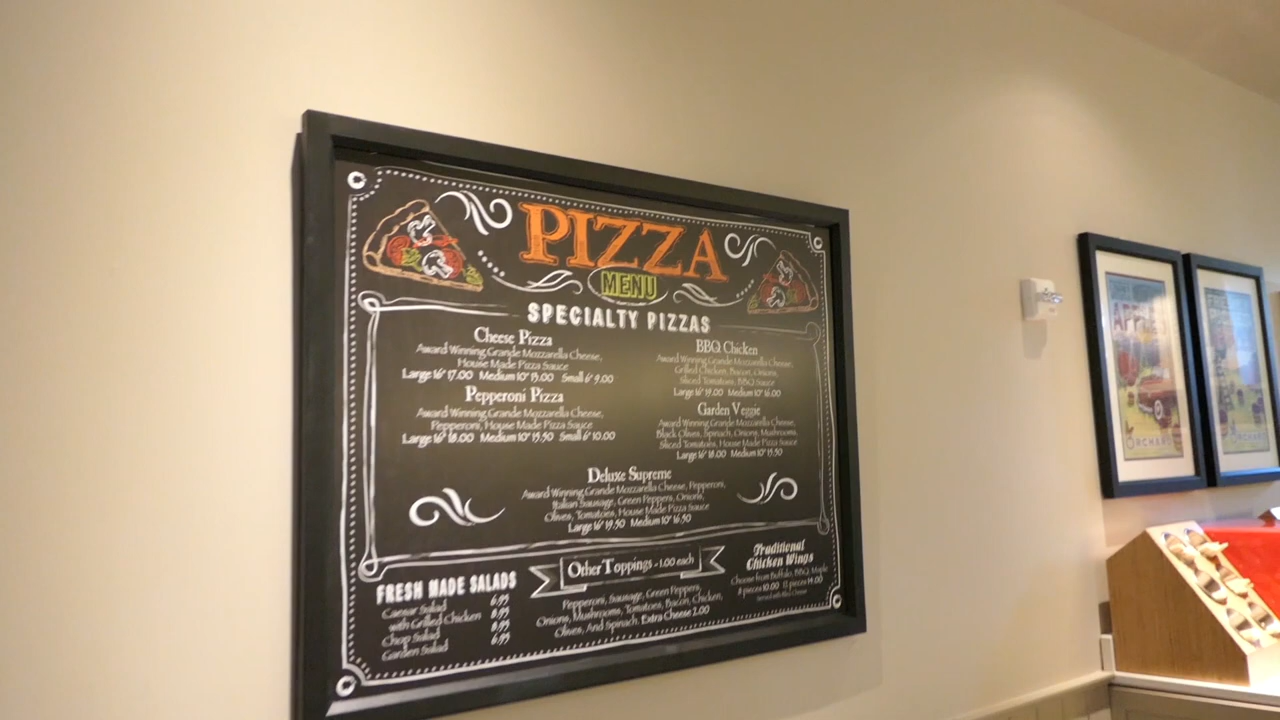 PIZZA
MENU
SPECIALTY PIZZAS
Cheese Pizza
Award Winning Grande Mozzarella Cheese,
House Made Pizza Sauce
Large 16" 17.00 Medium 10" 15.00 Small 6" 9.00
Pepperoni Pizza
Award Winning Grande Mozzarella Cheese,
Pepperoni, House Made Pizza Sauce
Large 16" 18.00 Medium 10" 15.50 Small 6" 10.00
BBQ Chicken
Award Winning Grande Mozzarella Cheese,
Grilled Chicken, Bacon, Onions,
Sliced Tomatoes, BBQ Sauce
Large 16" 19.00 Medium 10" 16.00
Garden Veggie
Award Winning Grande Mozzarella Cheese,
Black Olives, Spinach, Onions, Mushrooms,
Sliced Tomatoes, House Made Pizza Sauce
Large 16" 18.00 Medium 10" 15.50
Deluxe Supreme
Award Winning Grande Mozzarella Cheese, Pepperoni,
Italian Sausage, Green Peppers, Onions,
Olives, Tomatoes, House Made Pizza Sauce
Large 16" 19.50 Medium 10" 16.50
FRESH MADE SALADS
Caesar Salad 6.95
with Grilled Chicken 8.95
Chop Salad 8.95
Garden Salad 6.95
Other Toppings - 1.00 each
Pepperoni, Sausage, Green Peppers,
Onions, Mushrooms, Tomatoes, Bacon, Chicken,
Olives, And Spinach. Extra Cheese 2.00
Traditional
Chicken Wings
Choose from Buffalo, BBQ, Maple
8 pieces 10.00 12 pieces 14.00
ORCHARD